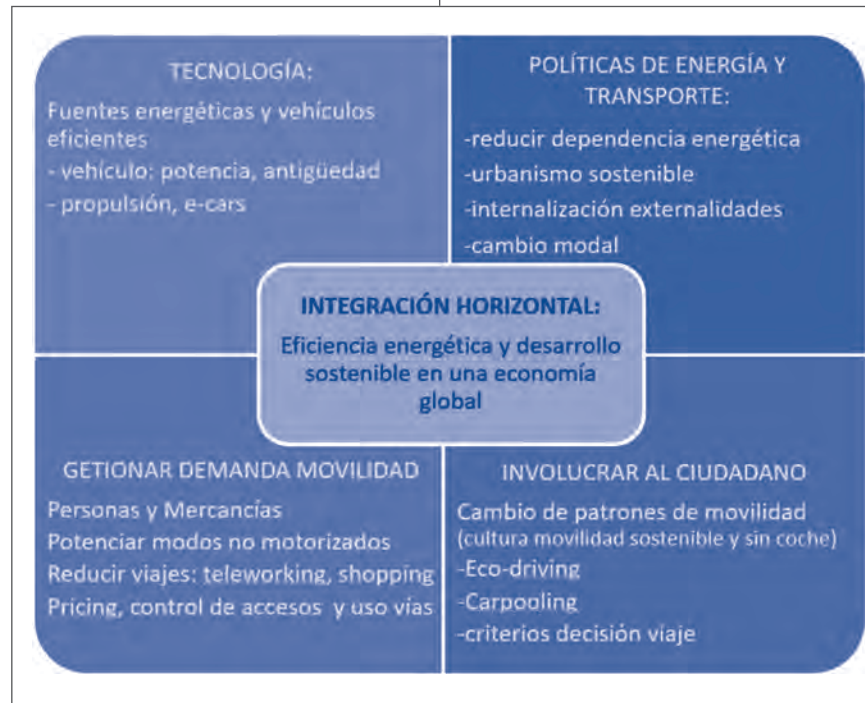 TECNOLOGÍA:
Fuentes energéticas y vehículos
eficientes
- vehículo: potencia, antigüedad
- propulsión, e-cars
POLÍTICAS DE ENERGÍA Y
TRANSPORTE:
-reducir dependencia energética
-urbanismo sostenible
-internalización externalidades
-cambio modal
INTEGRACIÓN HORIZONTAL:
Eficiencia energética y desarrollo
sostenible en una economía
global
GETIONAR DEMANDA MOVILIDAD
Personas y Mercancías
Potenciar modos no motorizados
Reducir viajes: teleworking, shopping
Pricing, control de accesos y uso vías
INVOLUCRAR AL CIUDADANO
Cambio de patrones de movilidad
(cultura movilidad sostenible y sin coche)
-Eco-driving
-Carpooling
-criterios decisión viaje